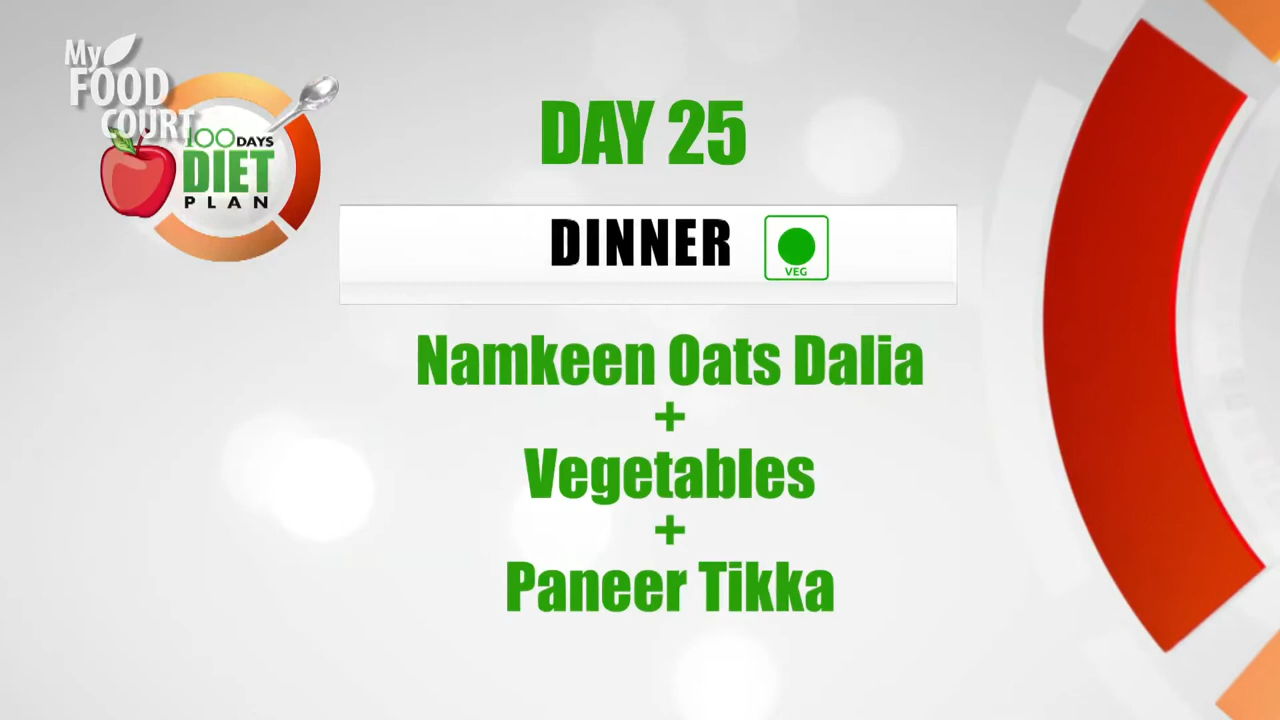 My
FOOD
COURT
100 DAYS
DIET
PLAN
DAY 25
DINNER
VEG
Namkeen Oats Dalia
+
Vegetables
+
Paneer Tikka